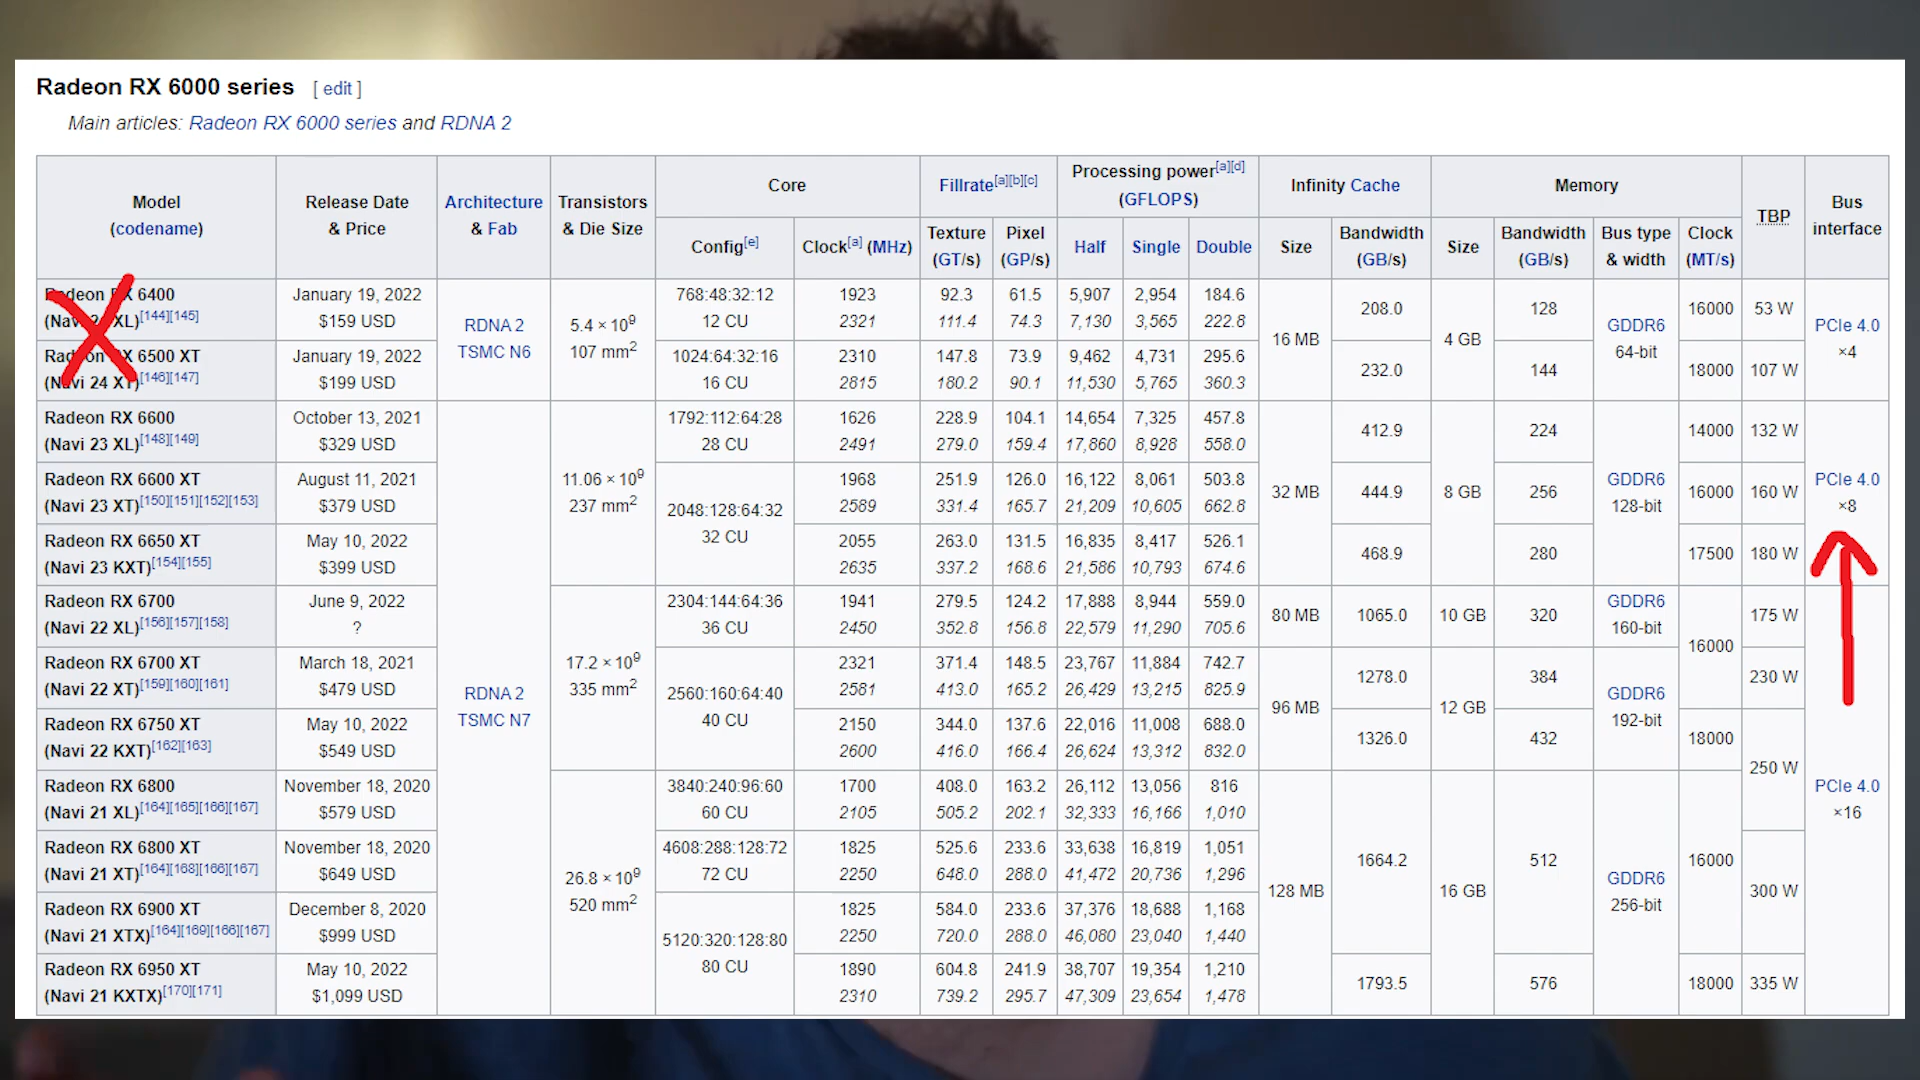 Radeon RX 6000 series [ edit ]
Main articles: Radeon RX 6000 series and RDNA 2
Model (codename) Release Date & Price Architecture & Fab Transistors & Die Size Core Fillrate[a][b][c] Processing power[a][d] (GFLOPS) Infinity Cache Memory TBP Bus interface
Config[e] Clock[a] (MHz) Texture (GT/s) Pixel (GP/s) Half Single Double Size Bandwidth (GB/s) Size Bandwidth (GB/s) Bus type & width Clock (MT/s)
Radeon RX 6400 January 19, 2022 768:48:32:12 1923 92.3 61.5 5,907 2,954 184.6 208.0 128 16000 53 W
(Navi 24 XL)[144][145] $159 USD 12 CU 2321 111.4 74.3 7,130 3,565 222.8
RDNA 2 TSMC N6 5.4 × 10⁹ 107 mm² 16 MB 4 GB GDDR6 64-bit PCIe 4.0 ×4
Radeon RX 6500 XT January 19, 2022 1024:64:32:16 2310 147.8 73.9 9,462 4,731 295.6 232.0 144 18000 107 W
(Navi 24 XT)[146][147] $199 USD 16 CU 2815 180.2 90.1 11,530 5,765 360.3
Radeon RX 6600 October 13, 2021 1792:112:64:28 1626 228.9 104.1 14,654 7,325 457.8 412.9 224 14000 132 W
(Navi 23 XL)[148][149] $329 USD 28 CU 2491 279.0 159.4 17,860 8,928 558.0
Radeon RX 6600 XT August 11, 2021 11.06 × 10⁹ 1968 251.9 126.0 16,122 8,061 503.8 32 MB 444.9 8 GB 256 GDDR6 16000 160 W PCIe 4.0
(Navi 23 XT)[150][151][152][153] $379 USD 237 mm² 2048:128:64:32 2589 331.4 165.7 21,209 10,605 662.8 128-bit ×8
32 CU
Radeon RX 6650 XT May 10, 2022 2055 263.0 131.5 16,835 8,417 526.1 468.9 280 17500 180 W
(Navi 23 KXT)[154][155] $399 USD 2635 337.2 168.6 21,586 10,793 674.6
Radeon RX 6700 June 9, 2022 2304:144:64:36 1941 279.5 124.2 17,888 8,944 559.0 80 MB 1065.0 10 GB 320 GDDR6 175 W
(Navi 22 XL)[156][157][158] ? 36 CU 2450 352.8 156.8 22,579 11,290 705.6 160-bit
16000
Radeon RX 6700 XT March 18, 2021 17.2 × 10⁹ 2321 371.4 148.5 23,767 11,884 742.7 1278.0 384 230 W
(Navi 22 XT)[159][160][161] $479 USD RDNA 2 335 mm² 2560:160:64:40 2581 413.0 165.2 26,429 13,215 825.9 96 MB 12 GB GDDR6
TSMC N7 40 CU 192-bit
Radeon RX 6750 XT May 10, 2022 2150 344.0 137.6 22,016 11,008 688.0 1326.0 432 18000
(Navi 22 KXT)[162][163] $549 USD 2600 416.0 166.4 26,624 13,312 832.0
250 W
Radeon RX 6800 November 18, 2020 3840:240:96:60 1700 408.0 163.2 26,112 13,056 816 PCIe 4.0
(Navi 21 XL)[164][165][166][167] $579 USD 60 CU 2105 505.2 202.1 32,333 16,166 1,010 ×16
Radeon RX 6800 XT November 18, 2020 4608:288:128:72 1825 525.6 233.6 33,638 16,819 1,051 1664.2 512 16000
(Navi 21 XT)[164][168][166][167] $649 USD 26.8 × 10⁹ 72 CU 2250 648.0 288.0 41,472 20,736 1,296 128 MB 16 GB GDDR6 300 W
520 mm² 256-bit
Radeon RX 6900 XT December 8, 2020 1825 584.0 233.6 37,376 18,688 1,168
(Navi 21 XTX)[164][169][166][167] $999 USD 5120:320:128:80 2250 720.0 288.0 46,080 23,040 1,440
80 CU
Radeon RX 6950 XT May 10, 2022 1890 604.8 241.9 38,707 19,354 1,210 1793.5 576 18000 335 W
(Navi 21 KXTX)[170][171] $1,099 USD 2310 739.2 295.7 47,309 23,654 1,478